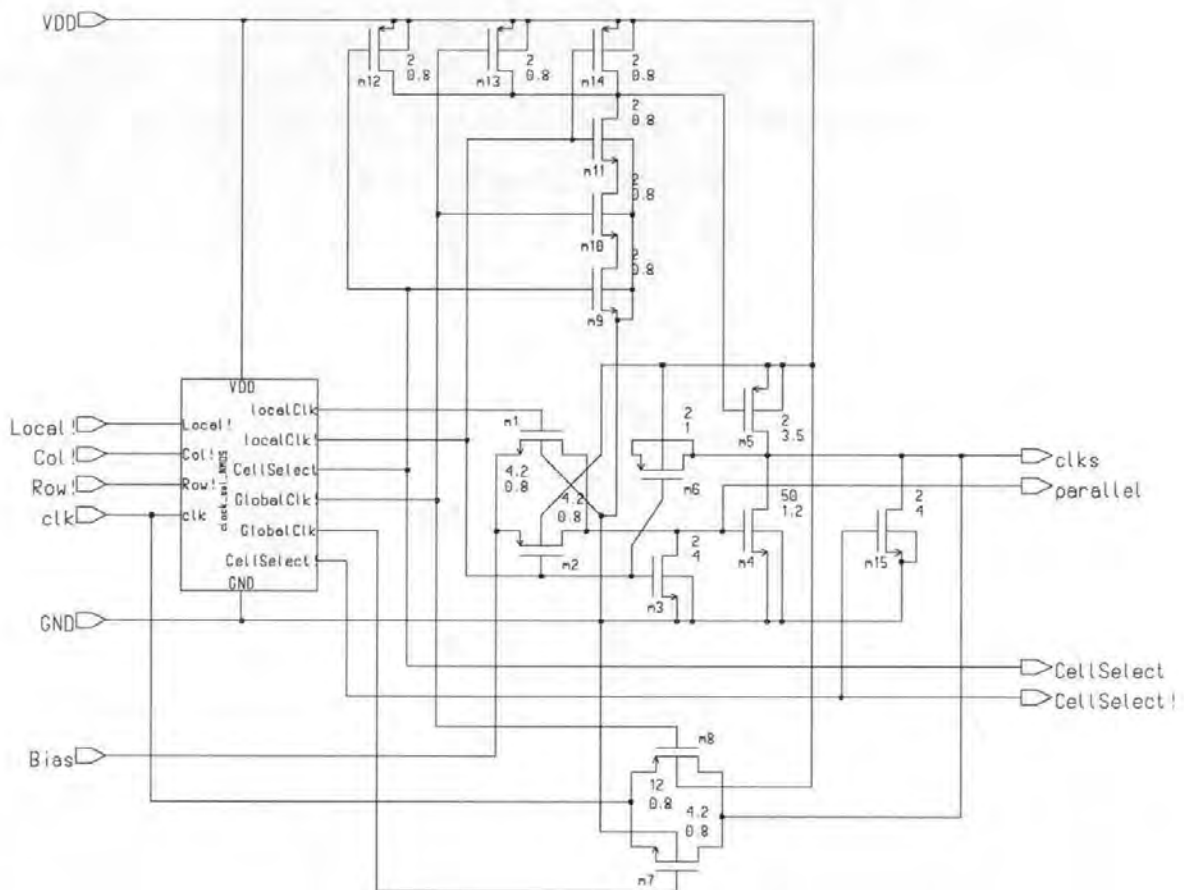 VDD
m12
2
0.8
m13
2
0.8
m14
2
0.8
2
0.8
m11
2
0.8
m10
2
0.8
m9
VDD
localClk
Local!
Local!
localClk!
Col!
Col!
CellSelect
Row!
Row!
GlobalClk!
clk
clk
GlobalClk
CellSelect!
GND
m1
4.2
0.8
4.2
0.8
m2
2
1
m6
m5
2
3.5
clks
parallel
50
1.2
m4
2
4
m15
2
4
m3
GND
CellSelect
CellSelect!
Bias
m8
12
0.8
4.2
0.8
m7